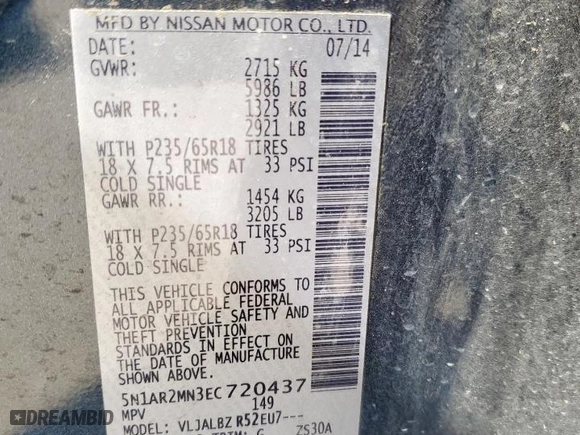 MFD BY NISSAN MOTOR CO., LTD.
DATE: 07/14
GVWR: 2715 KG
5986 LB
GAWR FR.: 1325 KG
2921 LB
WITH P235/65R18 TIRES
18 X 7.5 RIMS AT 33 PSI
COLD SINGLE
GAWR RR.: 1454 KG
3205 LB
WITH P235/65R18 TIRES
18 X 7.5 RIMS AT 33 PSI
COLD SINGLE
THIS VEHICLE CONFORMS TO
ALL APPLICABLE FEDERAL
MOTOR VEHICLE SAFETY AND
THEFT PREVENTION
STANDARDS IN EFFECT ON
THE DATE OF MANUFACTURE
SHOWN ABOVE.
5N1AR2MN3EC720437
MPV 149
MODEL: VLJALBZ R52EU7---
TRIM: G ZS30A
DREAMBID